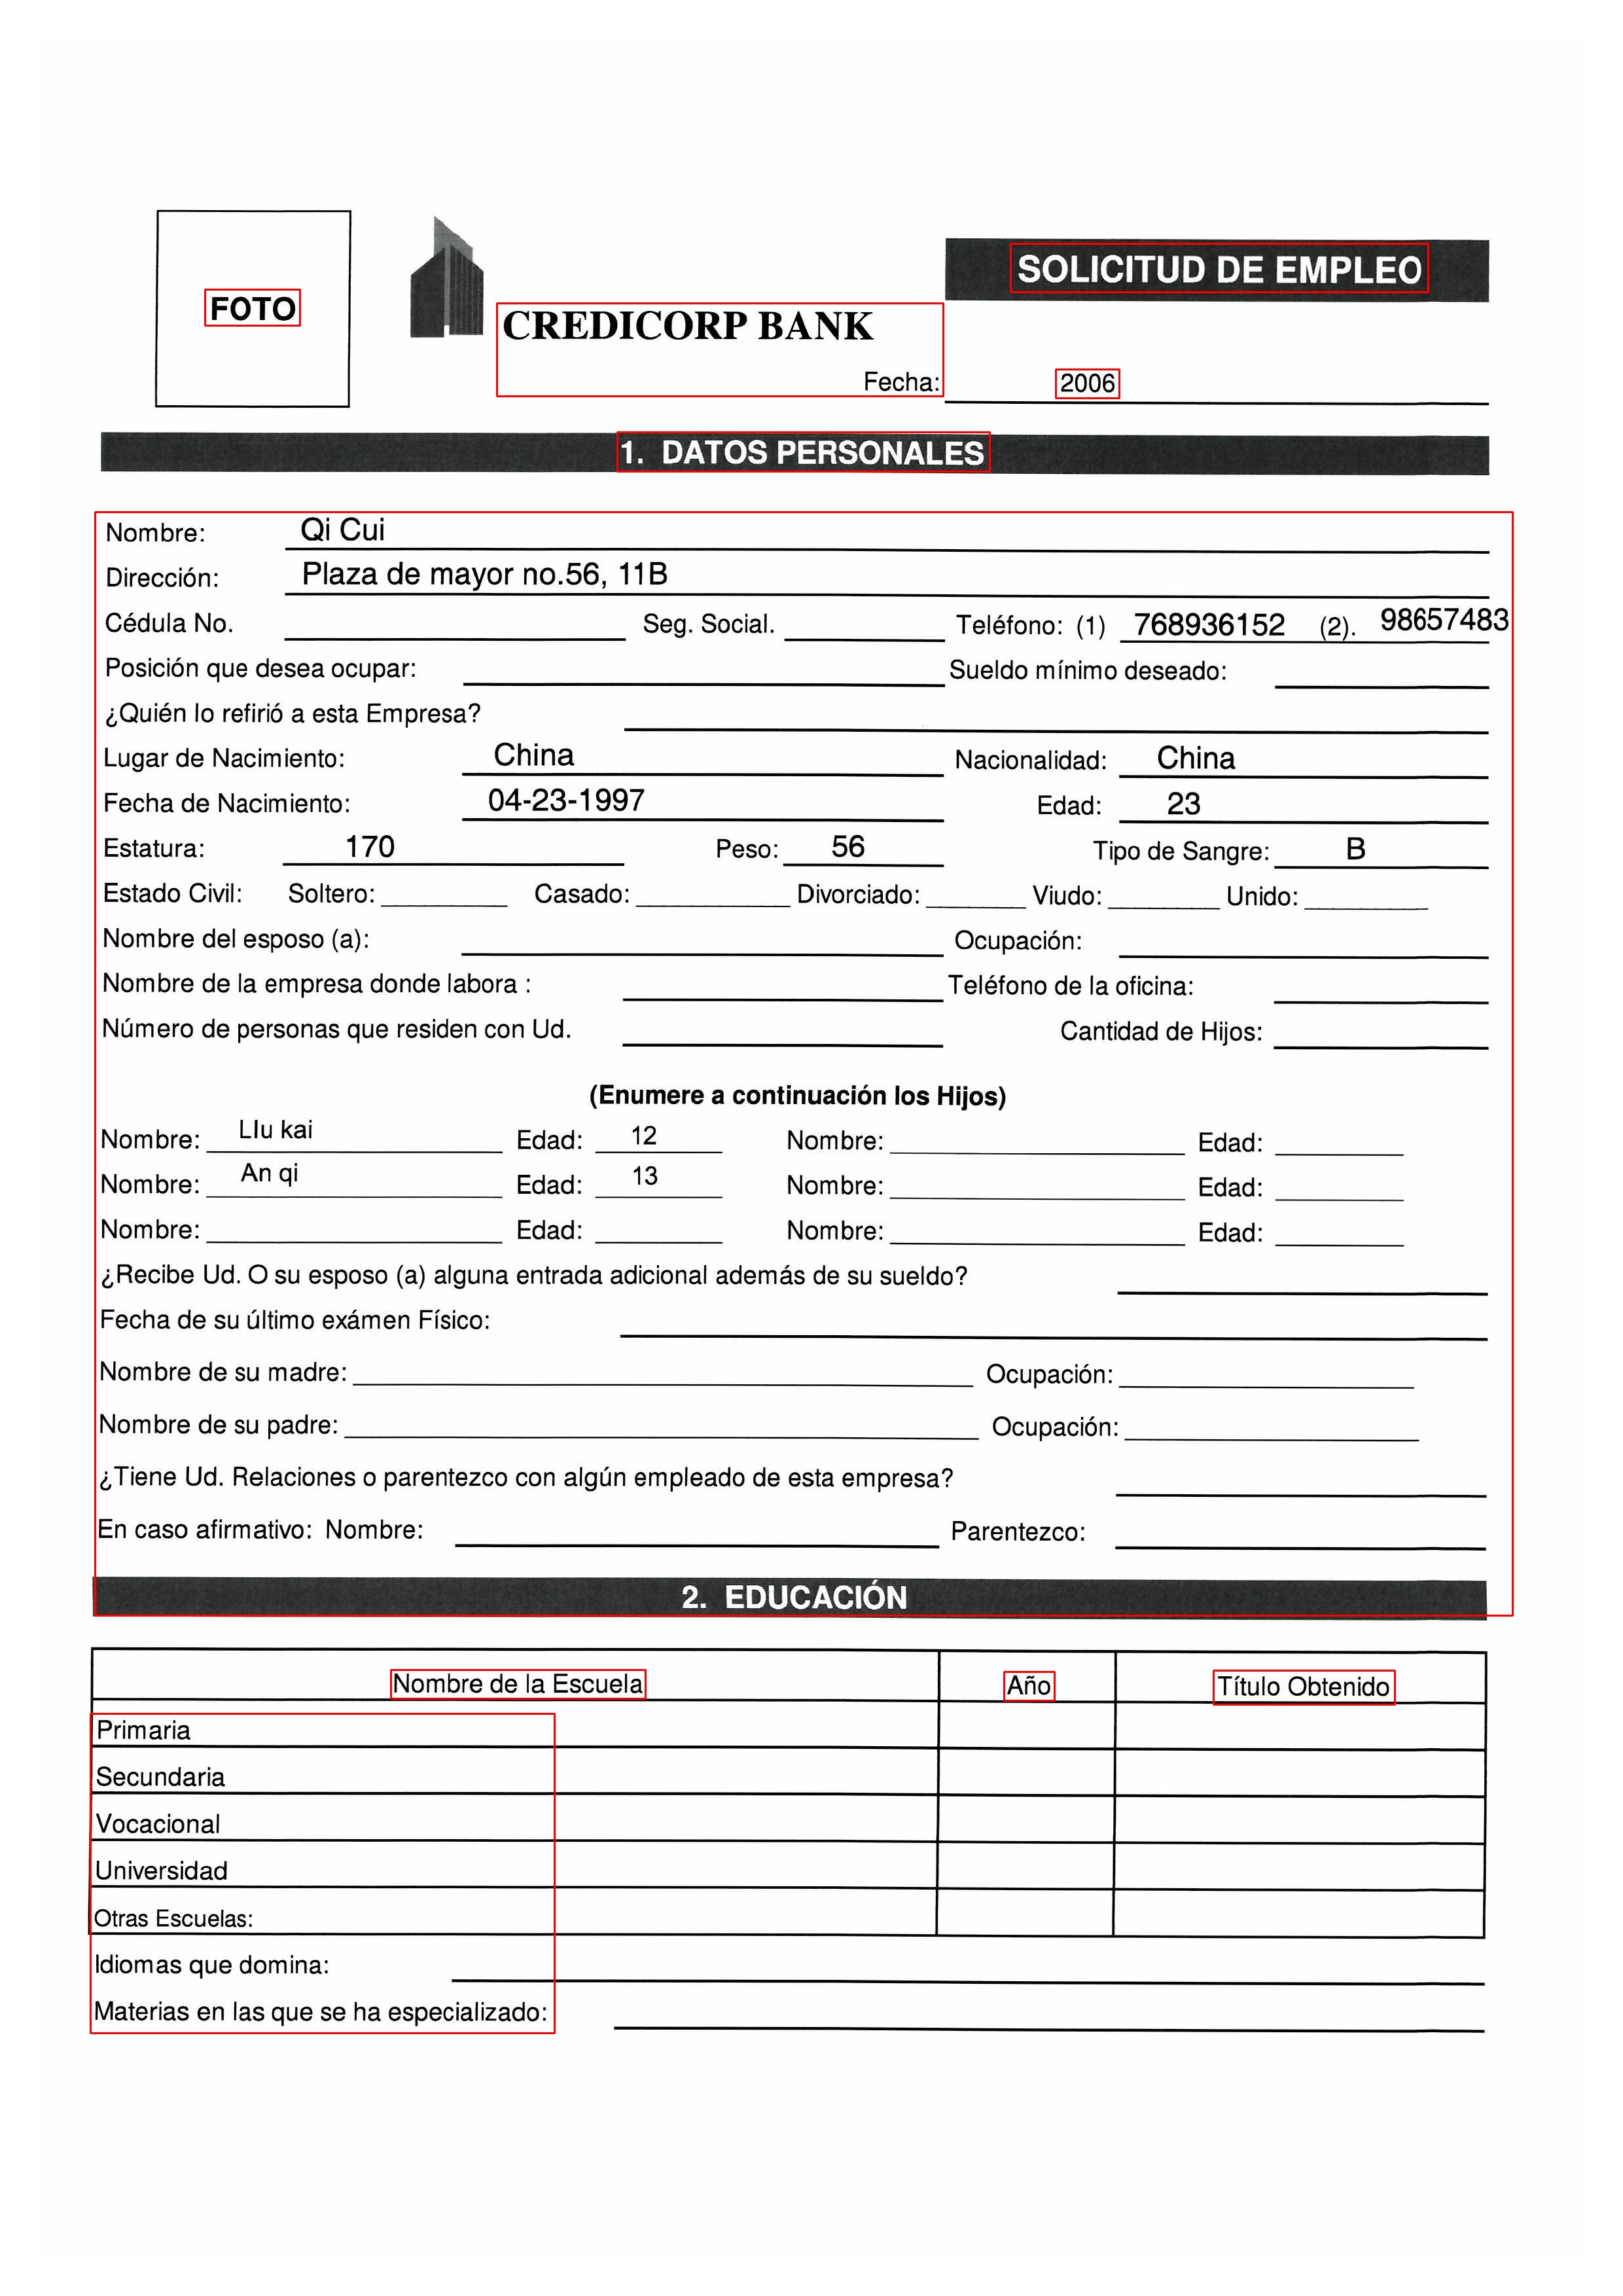 FOTO
SOLICITUD DE EMPLEO
CREDICORP BANK
Fecha: 2006
1. DATOS PERSONALES
Nombre: Qi Cui
Dirección: Plaza de mayor no.56, 11B
Cédula No. Seg. Social. Teléfono: (1) 768936152 (2). 98657483
Posición que desea ocupar: Sueldo mínimo deseado:
¿Quién lo refirió a esta Empresa?
Lugar de Nacimiento: China Nacionalidad: China
Fecha de Nacimiento: 04-23-1997 Edad: 23
Estatura: 170 Peso: 56 Tipo de Sangre: B
Estado Civil: Soltero: Casado: Divorciado: Viudo: Unido:
Nombre del esposo (a): Ocupación:
Nombre de la empresa donde labora : Teléfono de la oficina:
Número de personas que residen con Ud. Cantidad de Hijos:
(Enumere a continuación los Hijos)
Nombre: LIu kai Edad: 12 Nombre: Edad:
Nombre: An qi Edad: 13 Nombre: Edad:
Nombre: Edad: Nombre: Edad:
¿Recibe Ud. O su esposo (a) alguna entrada adicional además de su sueldo?
Fecha de su último exámen Físico:
Nombre de su madre: Ocupación:
Nombre de su padre: Ocupación:
¿Tiene Ud. Relaciones o parentezco con algún empleado de esta empresa?
En caso afirmativo: Nombre: Parentezco:
2. EDUCACIÓN
Nombre de la Escuela Año Título Obtenido
Primaria
Secundaria
Vocacional
Universidad
Otras Escuelas:
Idiomas que domina:
Materias en las que se ha especializado: